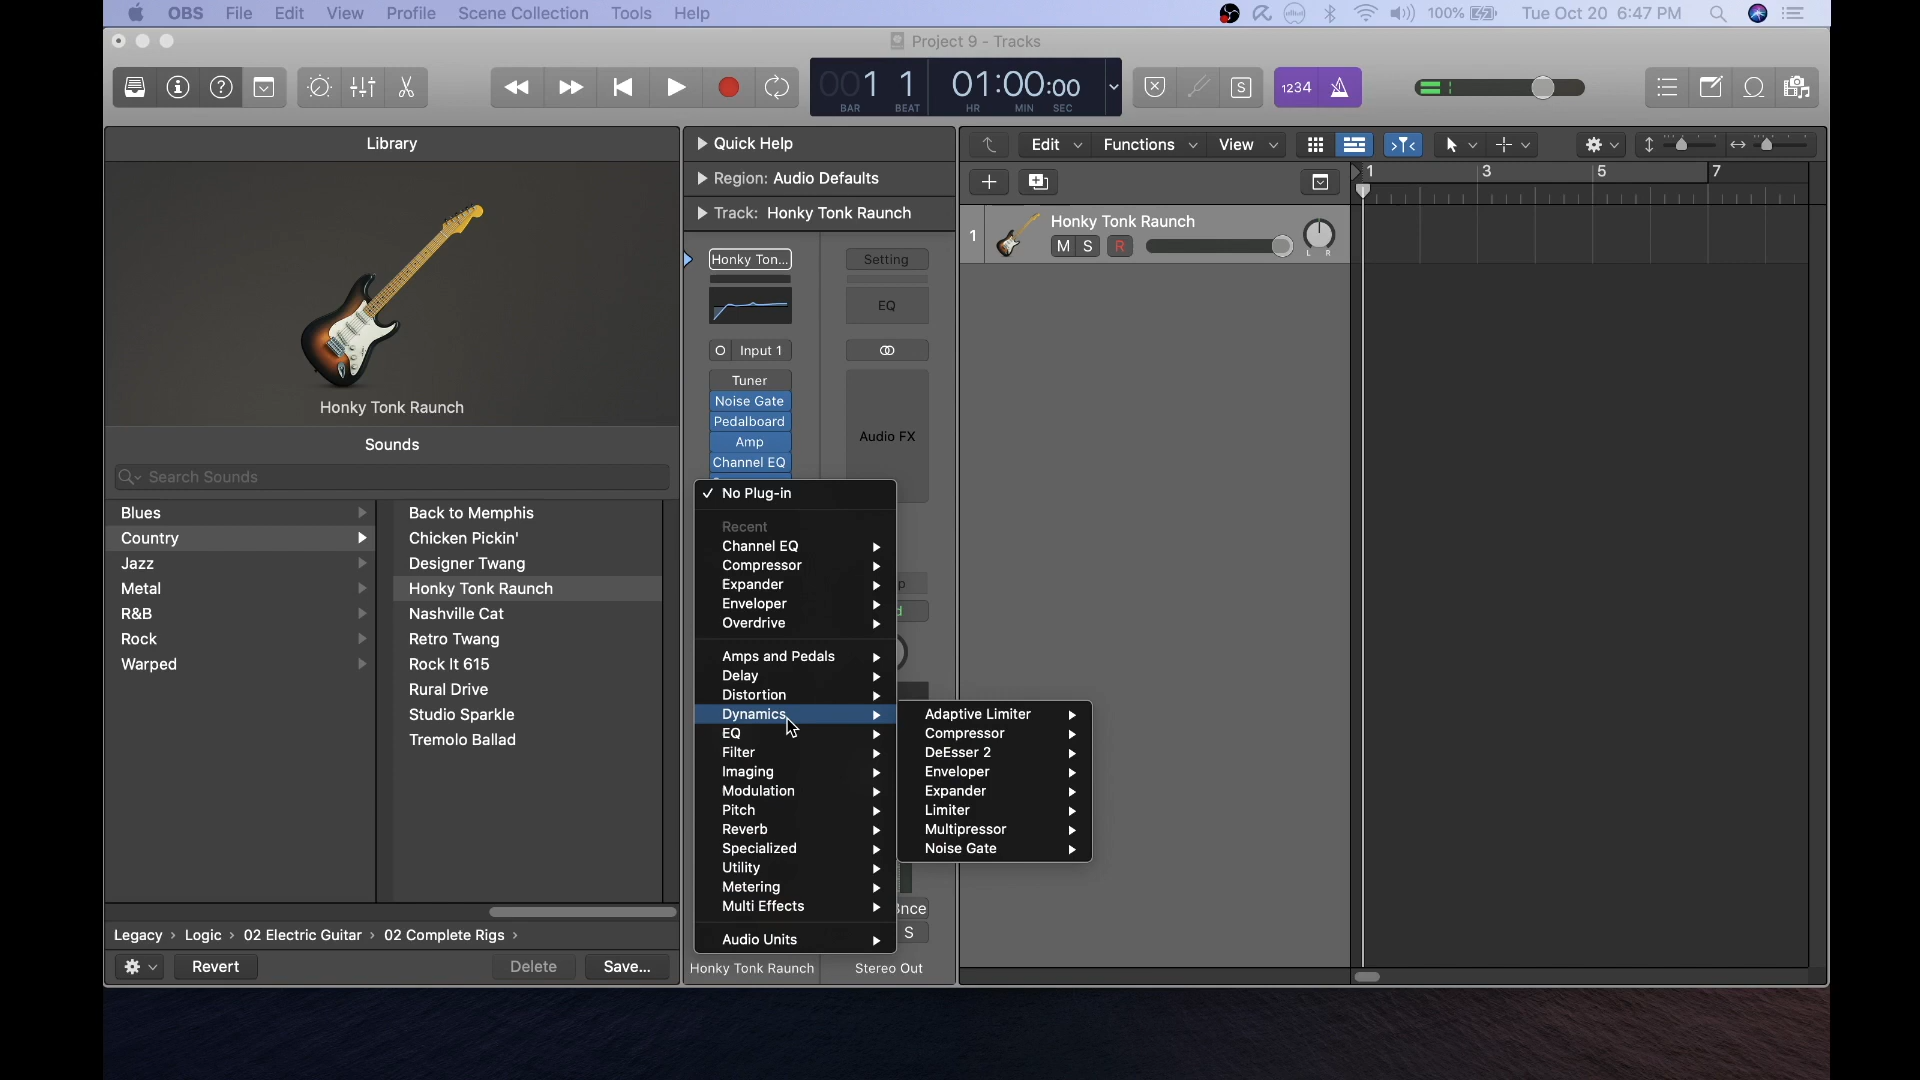 OBS File Edit View Profile Scene Collection Tools Help 100% Tue Oct 20 6:47 PM
Project 9 - Tracks
001 1 01:00:00
BAR BEAT HR MIN SEC
S 1234
Library
Honky Tonk Raunch
Sounds
Search Sounds
Blues
Country
Jazz
Metal
R&B
Rock
Warped
Back to Memphis
Chicken Pickin'
Designer Twang
Honky Tonk Raunch
Nashville Cat
Retro Twang
Rock It 615
Rural Drive
Studio Sparkle
Tremolo Ballad
Legacy › Logic › 02 Electric Guitar › 02 Complete Rigs ›
Revert Delete Save...
Quick Help
Region: Audio Defaults
Track: Honky Tonk Raunch
Honky Ton... Setting
EQ
Input 1
Tuner
Noise Gate
Pedalboard
Amp
Channel EQ
Audio FX
No Plug-in
Recent
Channel EQ
Compressor
Expander
Enveloper
Overdrive
Amps and Pedals
Delay
Distortion
Dynamics
EQ
Filter
Imaging
Modulation
Pitch
Reverb
Specialized
Utility
Metering
Multi Effects
Audio Units
Adaptive Limiter
Compressor
DeEsser 2
Enveloper
Expander
Limiter
Multipressor
Noise Gate
p
d
Bnce
S
Honky Tonk Raunch Stereo Out
Edit Functions View
1 3 5 7
1 Honky Tonk Raunch
M S R L R